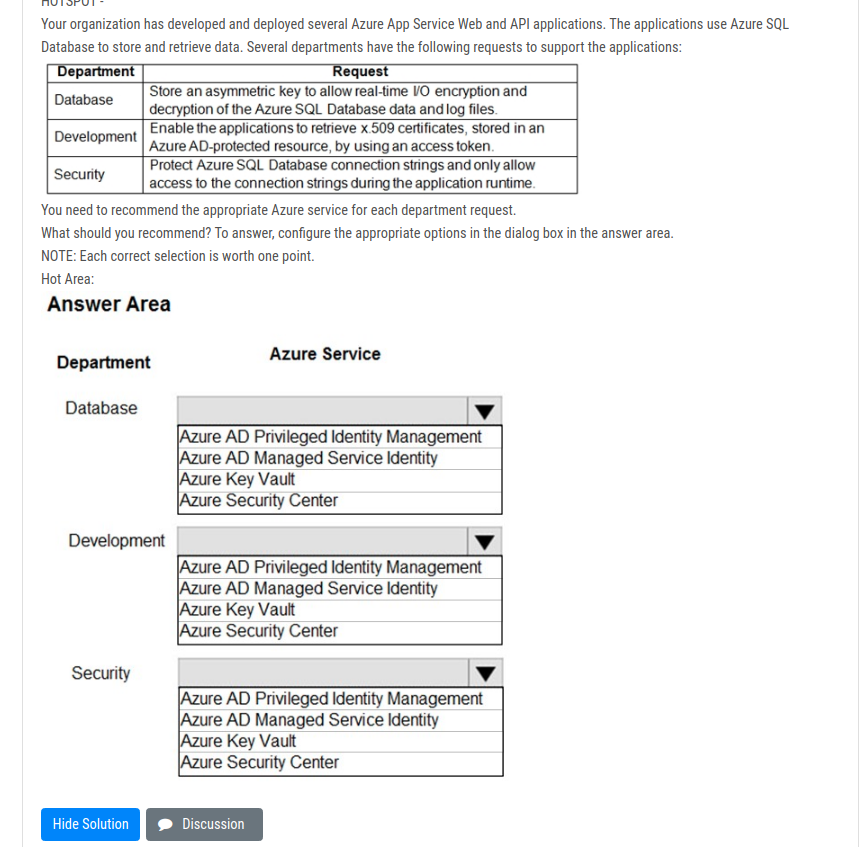 HOTSPOT -
Your organization has developed and deployed several Azure App Service Web and API applications. The applications use Azure SQL
Database to store and retrieve data. Several departments have the following requests to support the applications:
Department Request
Database Store an asymmetric key to allow real-time I/O encryption and
decryption of the Azure SQL Database data and log files.
Development Enable the applications to retrieve x.509 certificates, stored in an
Azure AD-protected resource, by using an access token.
Security Protect Azure SQL Database connection strings and only allow
access to the connection strings during the application runtime.
You need to recommend the appropriate Azure service for each department request.
What should you recommend? To answer, configure the appropriate options in the dialog box in the answer area.
NOTE: Each correct selection is worth one point.
Hot Area:
Answer Area
Department Azure Service
Database
Azure AD Privileged Identity Management
Azure AD Managed Service Identity
Azure Key Vault
Azure Security Center
Development
Azure AD Privileged Identity Management
Azure AD Managed Service Identity
Azure Key Vault
Azure Security Center
Security
Azure AD Privileged Identity Management
Azure AD Managed Service Identity
Azure Key Vault
Azure Security Center
Hide Solution Discussion